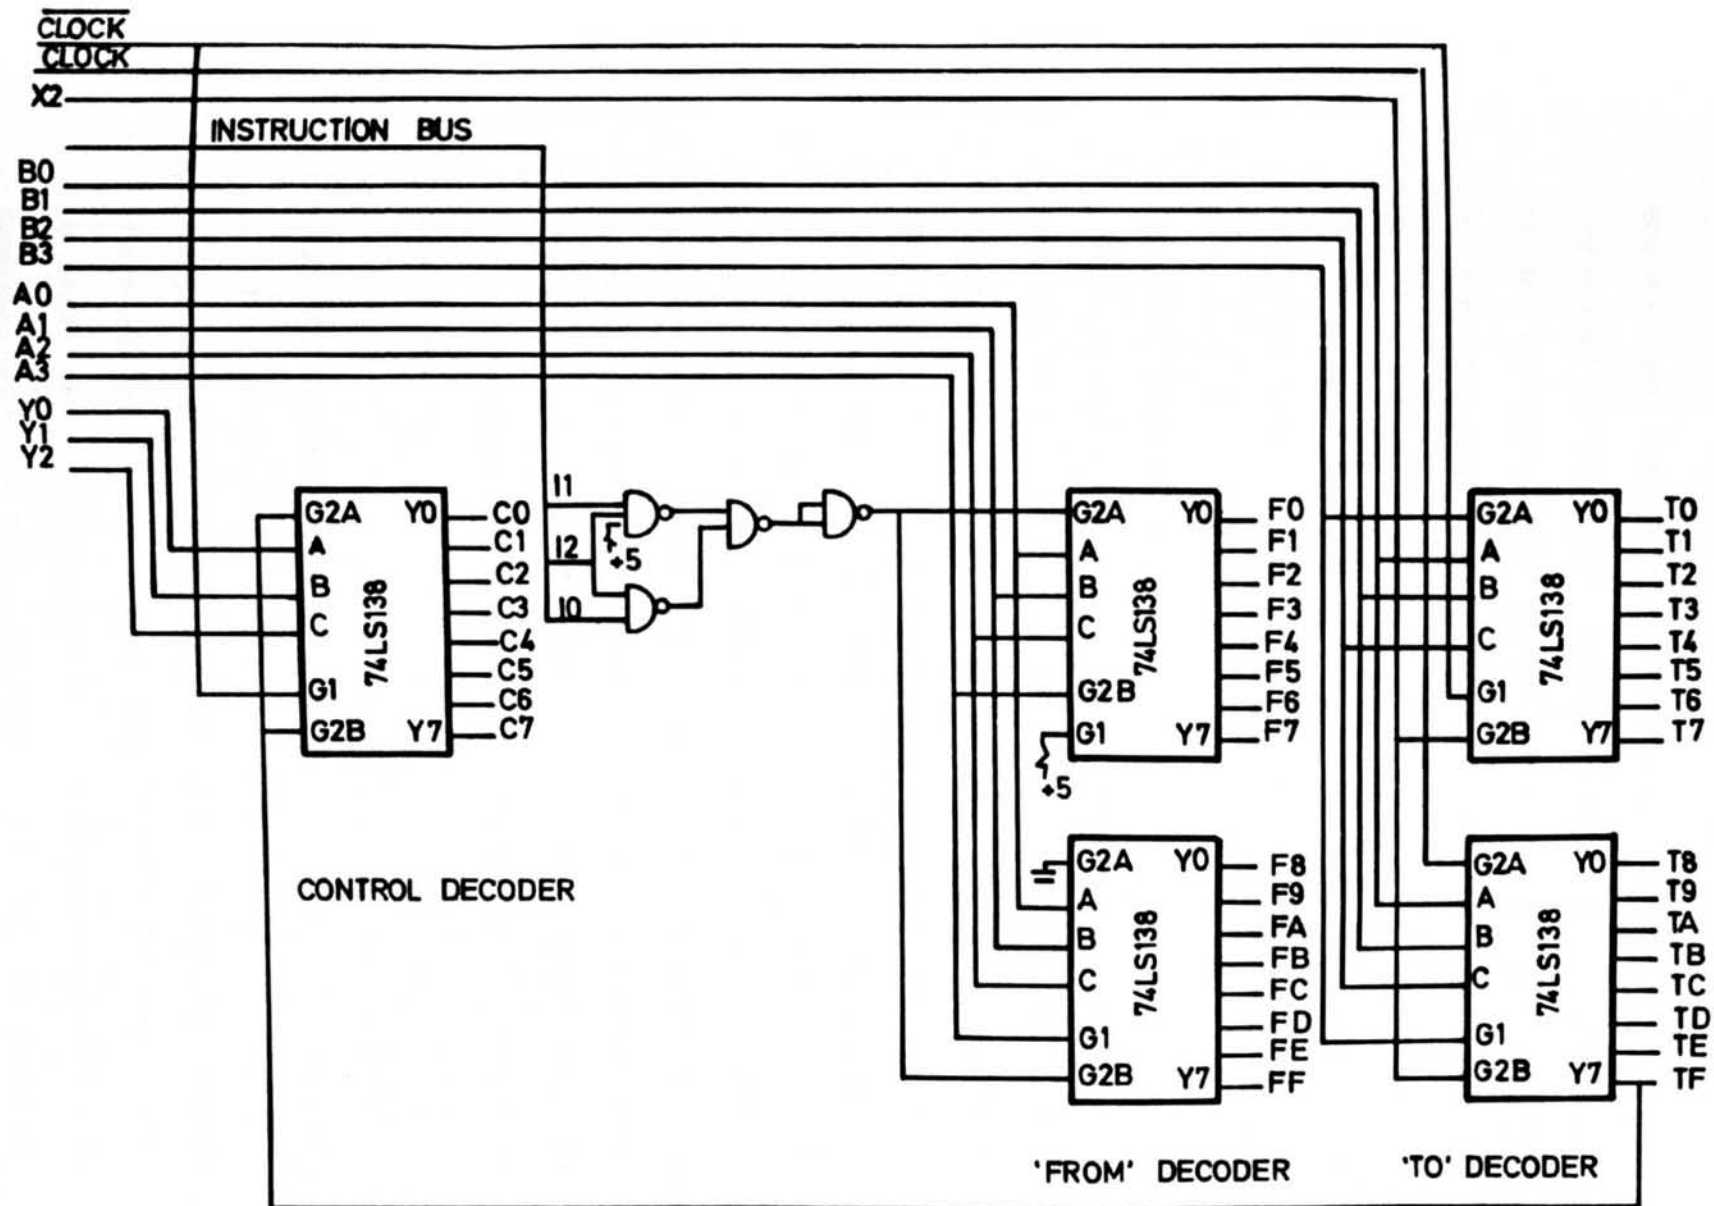 CLOCK
CLOCK
X2
INSTRUCTION BUS
B0
B1
B2
B3
A0
A1
A2
A3
Y0
Y1
Y2
G2A Y0
A
B
C
G1
G2B Y7
74LS138
C0
C1
C2
C3
C4
C5
C6
C7
I1
I2
+5
I0
G2A Y0
A
B
C
G2B
G1 Y7
74LS138
+5
F0
F1
F2
F3
F4
F5
F6
F7
G2A Y0
A
B
C
G1
G2B Y7
74LS138
T0
T1
T2
T3
T4
T5
T6
T7
CONTROL DECODER
G2A Y0
A
B
C
G1
G2B Y7
74LS138
F8
F9
FA
FB
FC
FD
FE
FF
G2A Y0
A
B
C
G1
G2B Y7
74LS138
T8
T9
TA
TB
TC
TD
TE
TF
'FROM' DECODER
'TO' DECODER